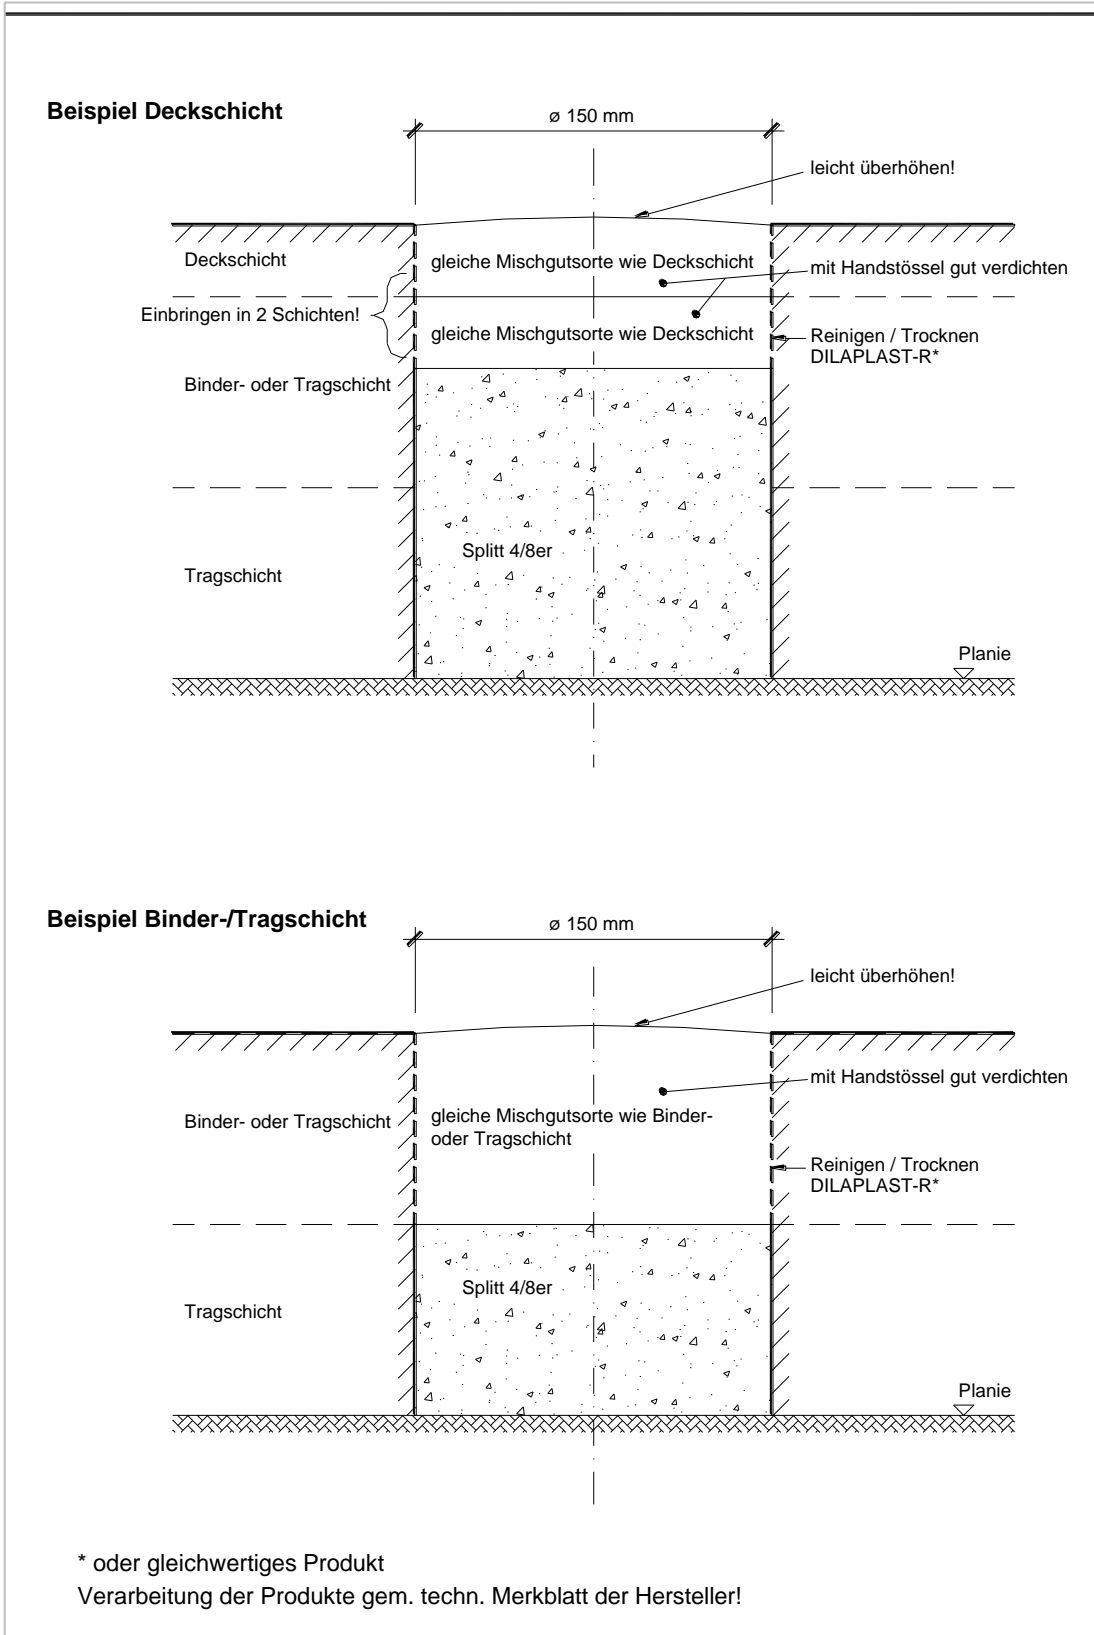 Beispiel Deckschicht
ø 150 mm
leicht überhöhen!
Deckschicht
gleiche Mischgutsorte wie Deckschicht
mit Handstössel gut verdichten
Einbringen in 2 Schichten!
gleiche Mischgutsorte wie Deckschicht
Reinigen / Trocknen
DILAPLAST-R*
Binder- oder Tragschicht
Splitt 4/8er
Tragschicht
Planie
Beispiel Binder-/Tragschicht
ø 150 mm
leicht überhöhen!
mit Handstössel gut verdichten
Binder- oder Tragschicht
gleiche Mischgutsorte wie Binder-
oder Tragschicht
Reinigen / Trocknen
DILAPLAST-R*
Splitt 4/8er
Tragschicht
Planie
* oder gleichwertiges Produkt
Verarbeitung der Produkte gem. techn. Merkblatt der Hersteller!